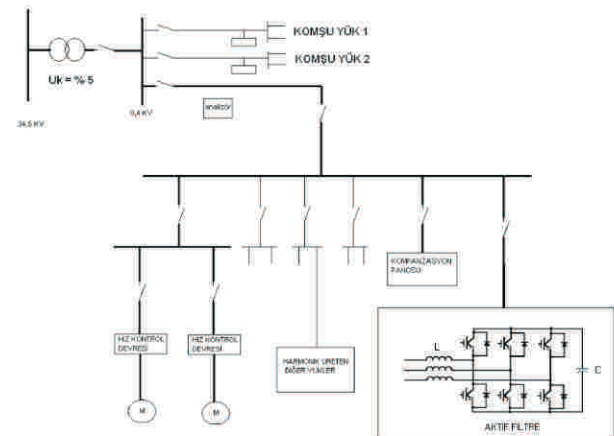 KOMŞU YÜK 1
KOMŞU YÜK 2
Uk = % 5
analizör
34,5 KV
0,4 KV
KOMPANZASYON
PANOSU
HIZ KONTROL
DEVRESİ
HIZ KONTROL
DEVRESİ
HARMONİK ÜRETEN
DİĞER YÜKLER
L
C
M
M
AKTİF FİLTRE